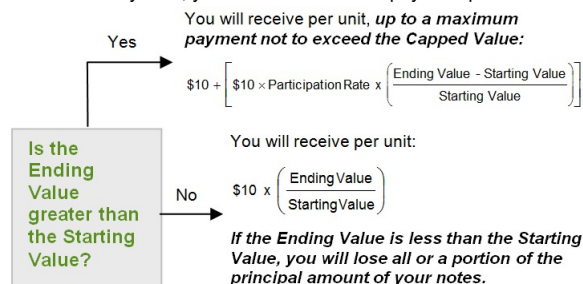 You will receive per unit, up to a maximum
payment not to exceed the Capped Value:
Yes
$10 + [$10 × Participation Rate x (Ending Value - Starting Value / Starting Value)]
Is the
Ending
Value
greater than
the Starting
Value?
No
You will receive per unit:
$10 x (Ending Value / Starting Value)
If the Ending Value is less than the Starting
Value, you will lose all or a portion of the
principal amount of your notes.